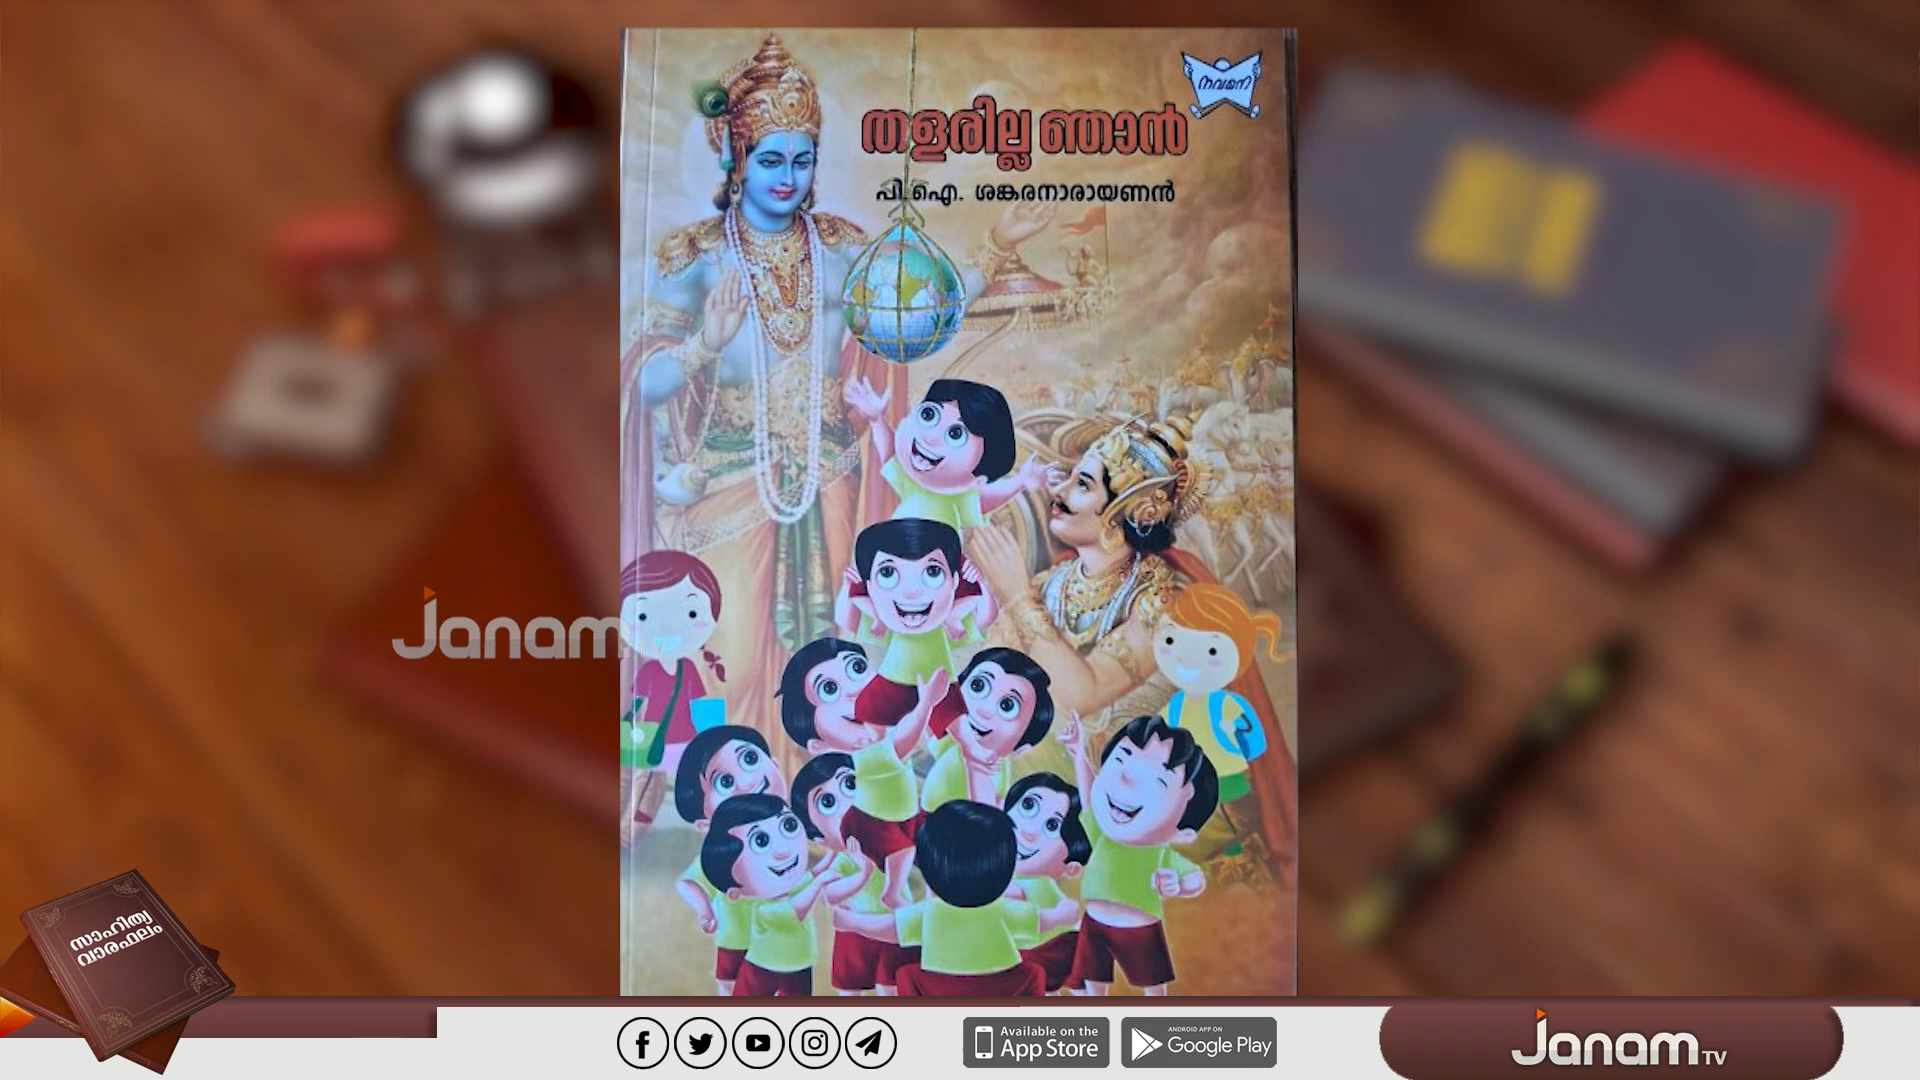 നവമന
തളരില്ല ഞാൻ
പി.ഐ. ശങ്കരനാരായണൻ
Janam
സാഹിത്യ
വാരഫലം
Available on the
App Store
ANDROID APP ON
Google Play
Janam TV